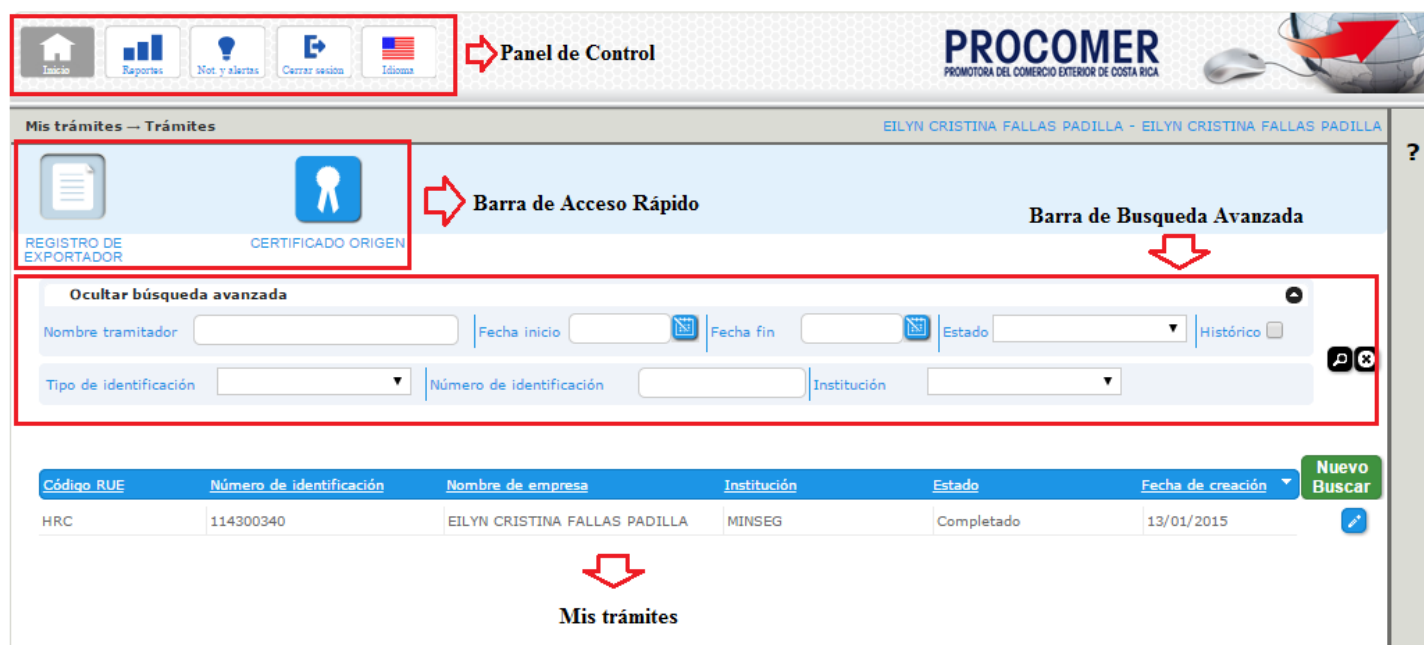 Inicio Reportes Not y alertas Cerrar sesión Idioma
Panel de Control
PROCOMER
PROMOTORA DEL COMERCIO EXTERIOR DE COSTA RICA
Mis trámites → Trámites EILYN CRISTINA FALLAS PADILLA - EILYN CRISTINA FALLAS PADILLA
?
Barra de Acceso Rápido
Barra de Busqueda Avanzada
REGISTRO DE
EXPORTADOR
CERTIFICADO ORIGEN
Ocultar búsqueda avanzada
Nombre tramitador Fecha inicio Fecha fin Estado Histórico
Tipo de identificación Número de identificación Institución
Nuevo
Buscar
Código RUE Número de identificación Nombre de empresa Institución Estado Fecha de creación
HRC 114300340 EILYN CRISTINA FALLAS PADILLA MINSEG Completado 13/01/2015
Mis trámites